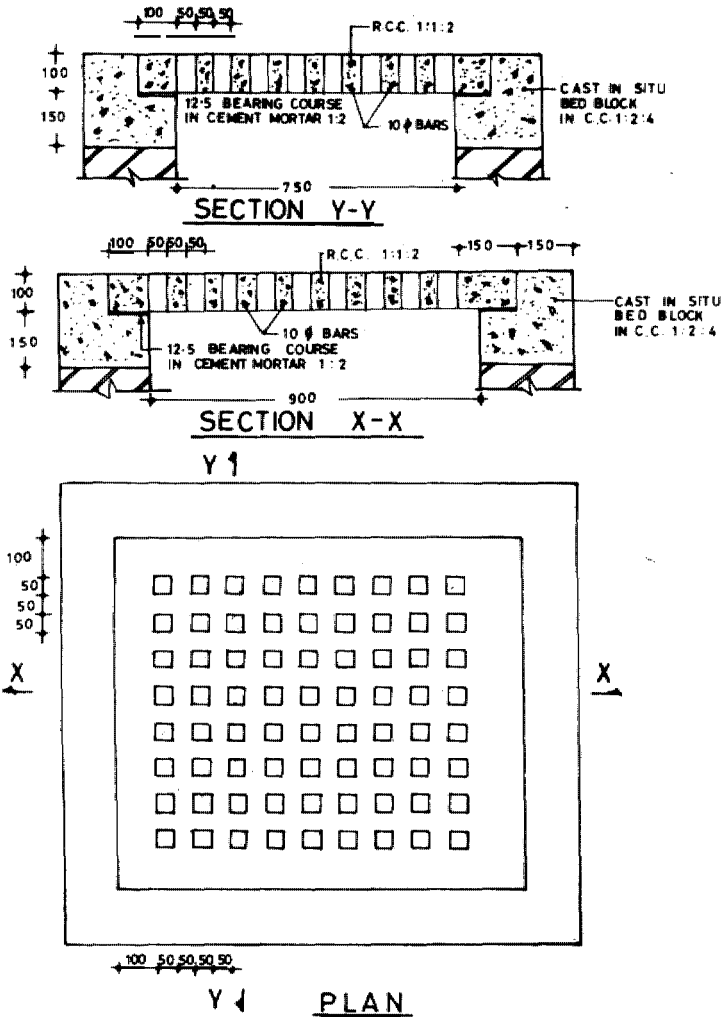 100 50 50 50
R.C.C. 1:1:2
100
150
12.5 BEARING COURSE
IN CEMENT MORTAR 1:2
10 ϕ BARS
CAST IN SITU
BED BLOCK
IN C.C. 1:2:4
750
SECTION Y-Y
100 50 50 50
R.C.C. 1:1:2
150 150
100
150
10 ϕ BARS
12.5 BEARING COURSE
IN CEMENT MORTAR 1:2
CAST IN SITU
BED BLOCK
IN C.C. 1:2:4
900
SECTION X-X
Y
100
50
50
50
X X
100 50 50 50 50
Y
PLAN